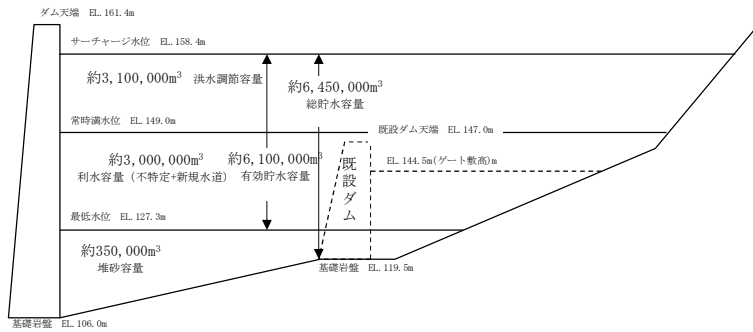 ダム天端 EL.161.4m
サーチャージ水位 EL.158.4m
約3,100,000m³ 洪水調節容量
約6,450,000m³
総貯水容量
常時満水位 EL.149.0m
既設ダム天端 EL.147.0m
約3,000,000m³
利水容量（不特定+新規水道）
約6,100,000m³
有効貯水容量
既設ダム
EL.144.5m(ゲート敷高)m
最低水位 EL.127.3m
約350,000m³
堆砂容量
基礎岩盤 EL.119.5m
基礎岩盤 EL.106.0m